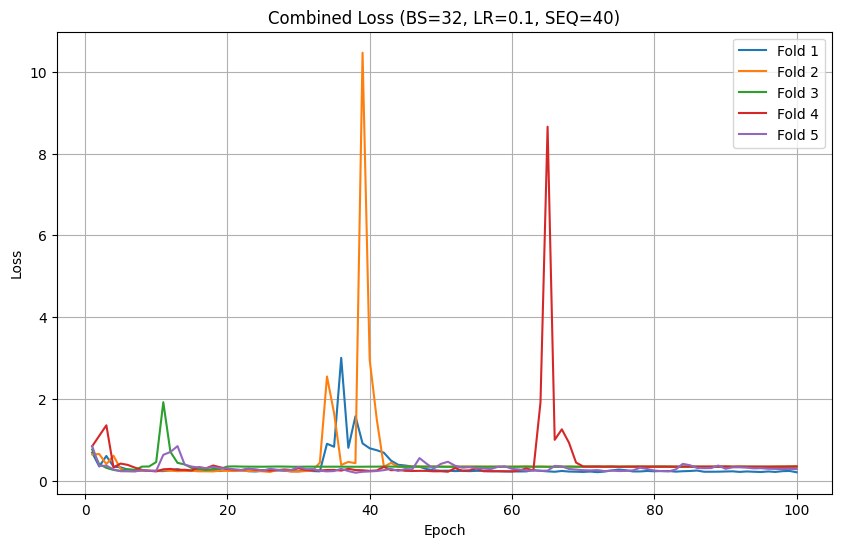 Combined Loss (BS=32, LR=0.1, SEQ=40)
Fold 1
Fold 2
Fold 3
Fold 4
Fold 5
Loss
10
8
6
4
2
0
0 20 40 60 80 100
Epoch